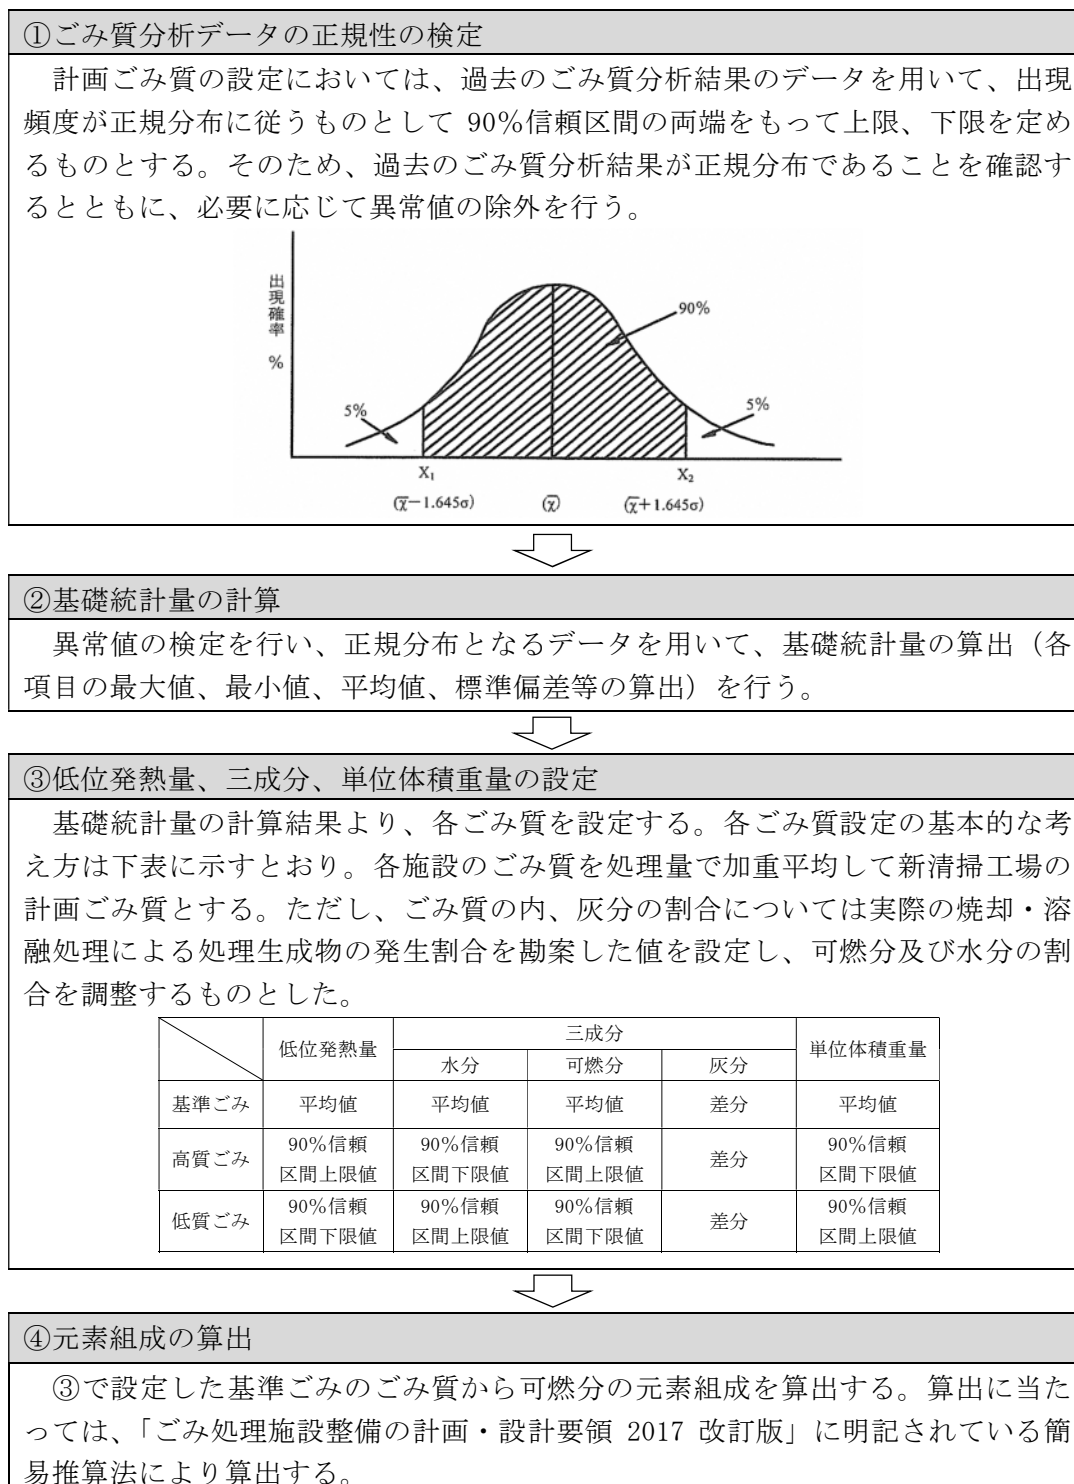 ①ごみ質分析データの正規性の検定
計画ごみ質の設定においては、過去のごみ質分析結果のデータを用いて、出現
頻度が正規分布に従うものとして 90％信頼区間の両端をもって上限、下限を定め
るものとする。そのため、過去のごみ質分析結果が正規分布であることを確認す
るとともに、必要に応じて異常値の除外を行う。
出現確率 %
90%
5%
5%
X₁
X₂
(χ̅−1.645σ)
(χ̅)
(χ̅+1.645σ)
②基礎統計量の計算
異常値の検定を行い、正規分布となるデータを用いて、基礎統計量の算出（各
項目の最大値、最小値、平均値、標準偏差等の算出）を行う。
③低位発熱量、三成分、単位体積重量の設定
基礎統計量の計算結果より、各ごみ質を設定する。各ごみ質設定の基本的な考
え方は下表に示すとおり。各施設のごみ質を処理量で加重平均して新清掃工場の
計画ごみ質とする。ただし、ごみ質の内、灰分の割合については実際の焼却・溶
融処理による処理生成物の発生割合を勘案した値を設定し、可燃分及び水分の割
合を調整するものとした。
低位発熱量 三成分 単位体積重量
水分 可燃分 灰分
基準ごみ 平均値 平均値 平均値 差分 平均値
高質ごみ 90％信頼 90％信頼 90％信頼 差分 90％信頼
区間上限値 区間下限値 区間上限値 区間下限値
低質ごみ 90％信頼 90％信頼 90％信頼 差分 90％信頼
区間下限値 区間上限値 区間下限値 区間上限値
④元素組成の算出
③で設定した基準ごみのごみ質から可燃分の元素組成を算出する。算出に当た
っては、「ごみ処理施設整備の計画・設計要領 2017 改訂版」に明記されている簡
易推算法により算出する。